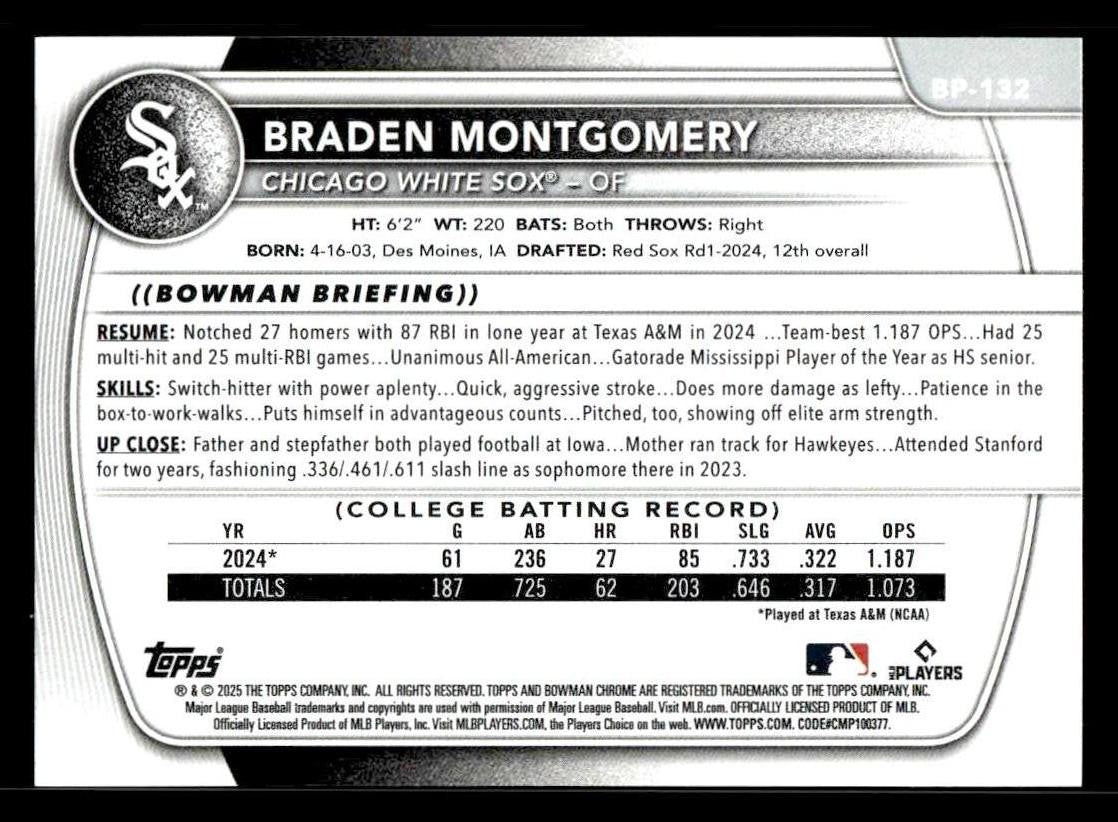 BP-132
Sox™
BRADEN MONTGOMERY
CHICAGO WHITE SOX® – OF
HT: 6'2" WT: 220 BATS: Both THROWS: Right
BORN: 4-16-03, Des Moines, IA DRAFTED: Red Sox Rd1-2024, 12th overall
((BOWMAN BRIEFING))
RESUME: Notched 27 homers with 87 RBI in lone year at Texas A&M in 2024 ...Team-best 1.187 OPS...Had 25
multi-hit and 25 multi-RBI games...Unanimous All-American...Gatorade Mississippi Player of the Year as HS senior.
SKILLS: Switch-hitter with power aplenty...Quick, aggressive stroke...Does more damage as lefty...Patience in the
box-to-work-walks...Puts himself in advantageous counts...Pitched, too, showing off elite arm strength.
UP CLOSE: Father and stepfather both played football at Iowa...Mother ran track for Hawkeyes...Attended Stanford
for two years, fashioning .336/.461/.611 slash line as sophomore there in 2023.
(COLLEGE BATTING RECORD)
YR G AB HR RBI SLG AVG OPS
2024* 61 236 27 85 .733 .322 1.187
TOTALS 187 725 62 203 .646 .317 1.073
*Played at Texas A&M (NCAA)
Topps®
MLB PLAYERS
® & © 2025 THE TOPPS COMPANY, INC. ALL RIGHTS RESERVED. TOPPS AND BOWMAN CHROME ARE REGISTERED TRADEMARKS OF THE TOPPS COMPANY, INC.
Major League Baseball trademarks and copyrights are used with permission of Major League Baseball. Visit MLB.com. OFFICIALLY LICENSED PRODUCT OF MLB.
Officially Licensed Product of MLB Players, Inc. Visit MLBPLAYERS.COM, the Players Choice on the web. WWW.TOPPS.COM. CODE#CMP100377.